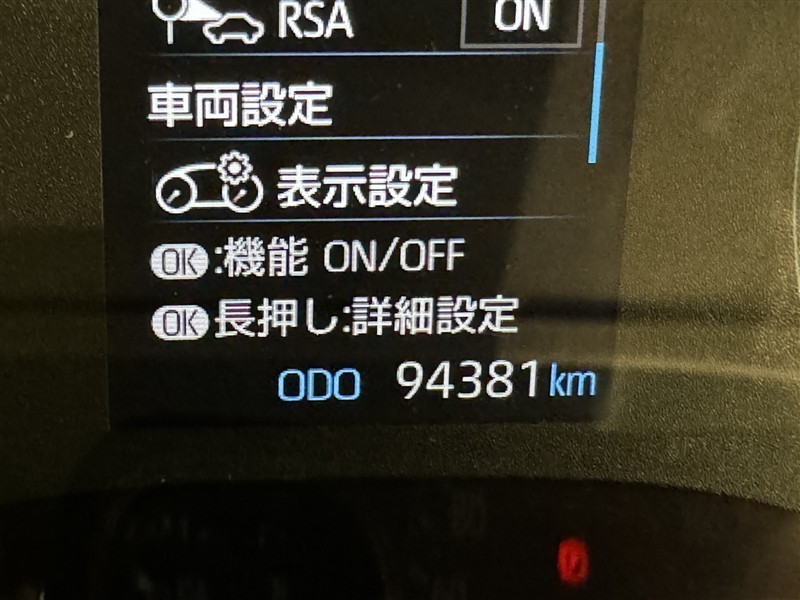 RSA ON
車両設定
表示設定
OK:機能 ON/OFF
OK長押し:詳細設定
ODO 94381km